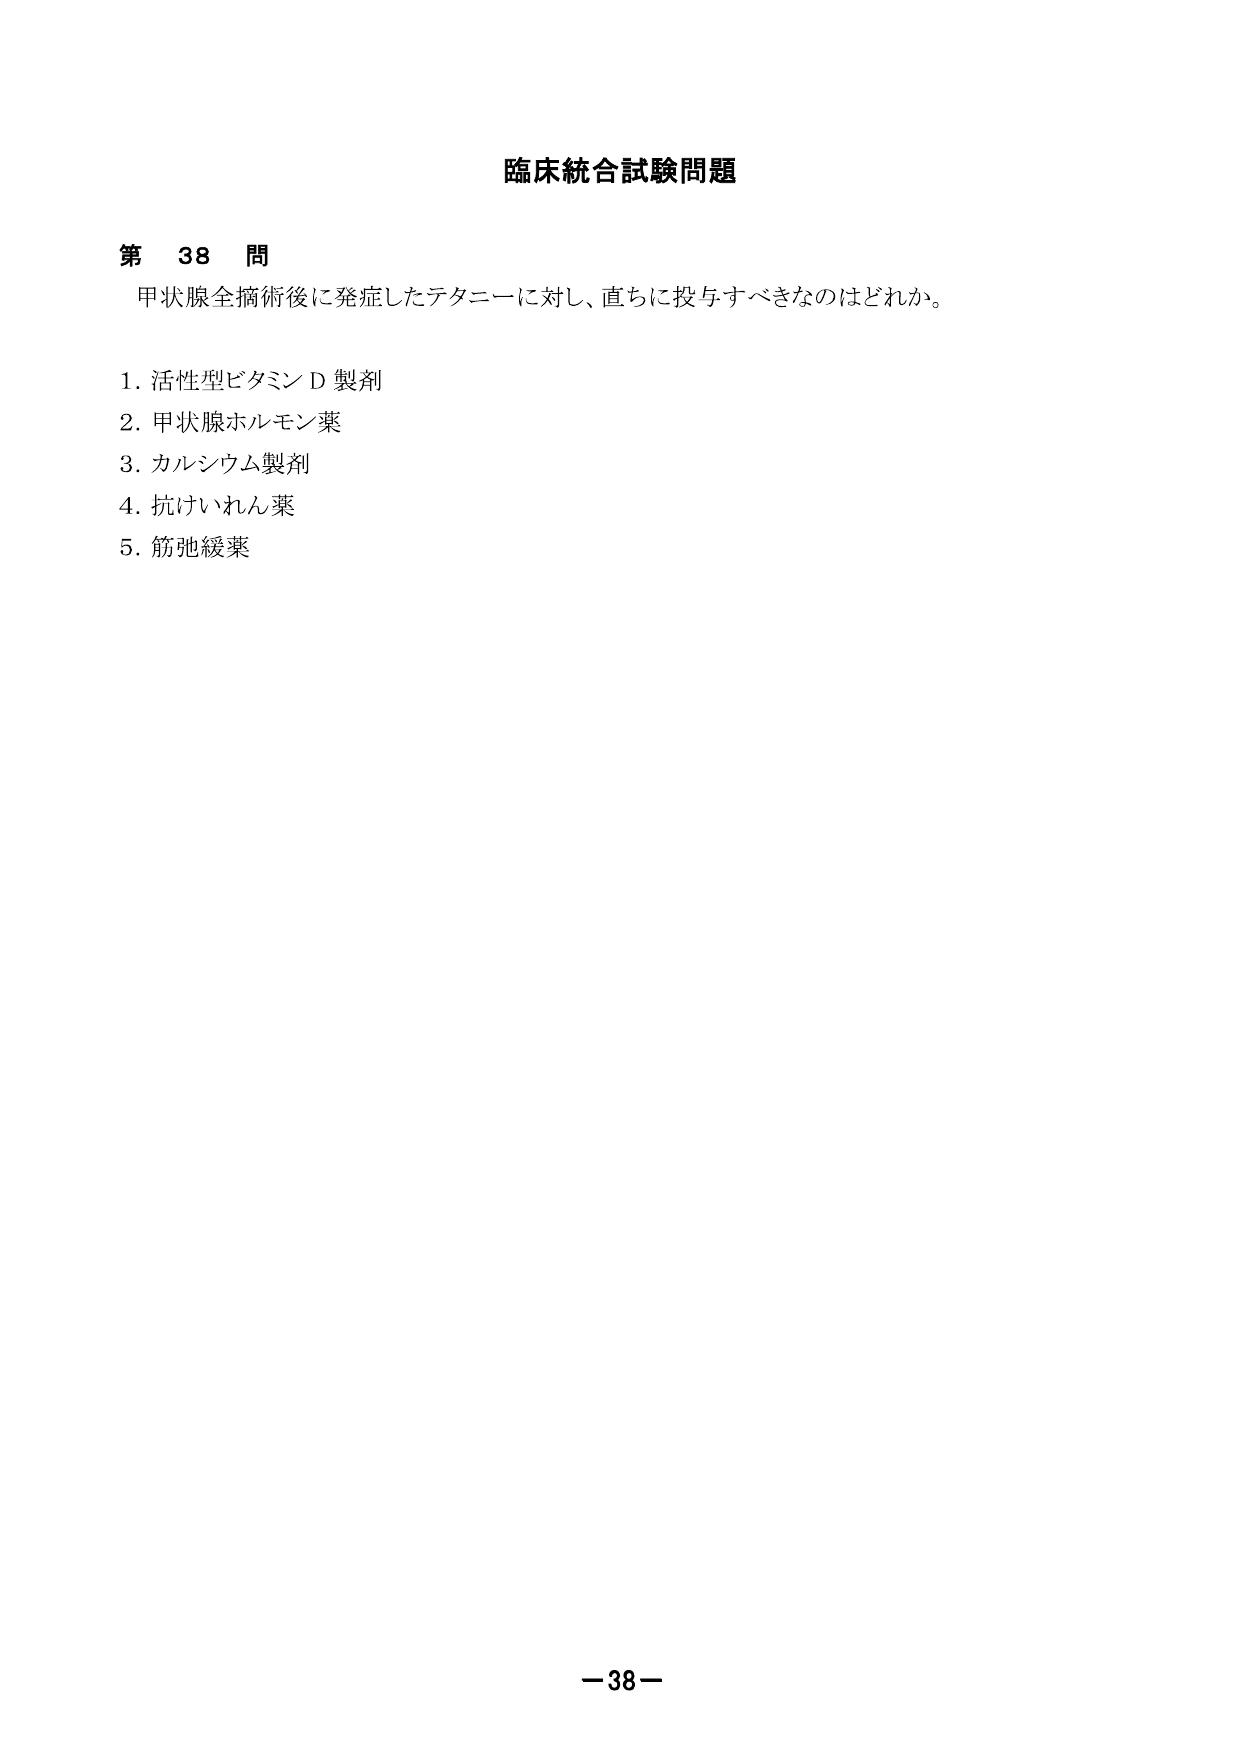 臨床統合試験問題
第 38 問
甲状腺全摘術後に発症したテタニーに対し、直ちに投与すべきなのはどれか。
1. 活性型ビタミン D 製剤
2. 甲状腺ホルモン薬
3. カルシウム製剤
4. 抗けいれん薬
5. 筋弛緩薬
－38－